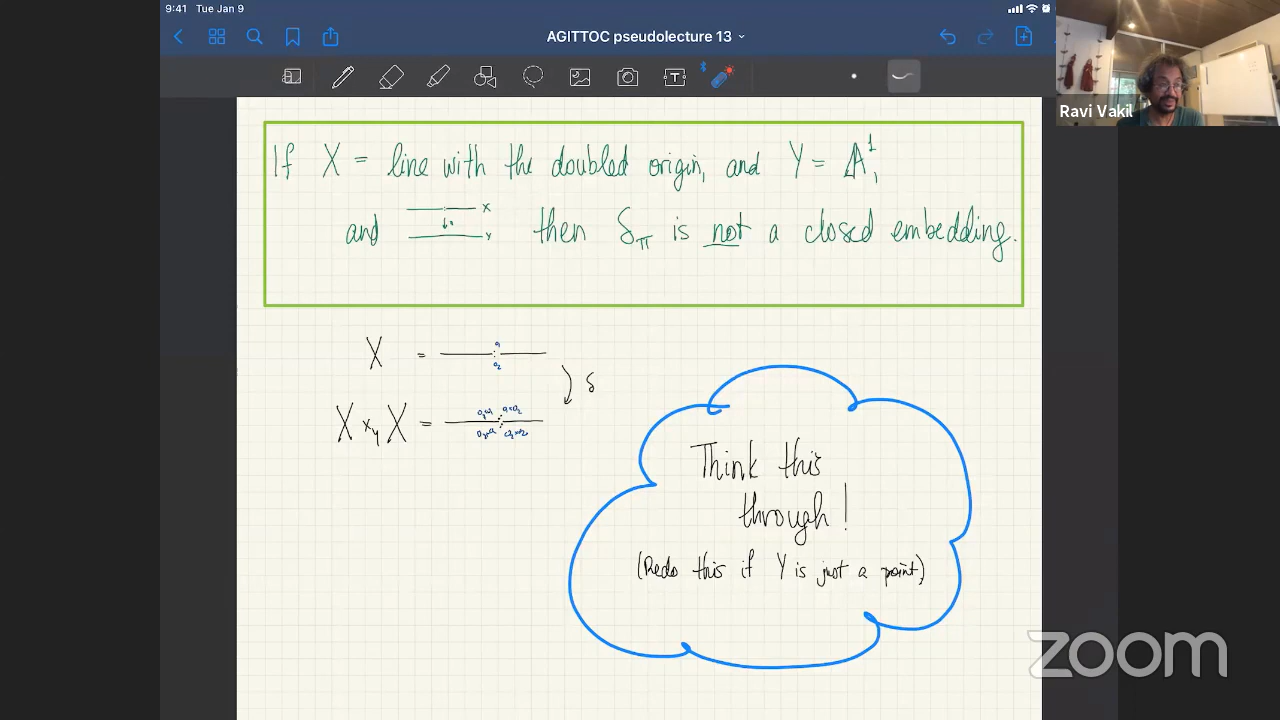 9:41 Tue Jan 9
AGITTOC pseudolecture 13
T
Ravi Vakil
If X = line with the doubled origin, and Y = 𝔸¹,
and X Y then δ_π is not a closed embedding.
X =
δ
X ×_Y X =
Think this
through!
(Redo this if Y is just a point)
zoom